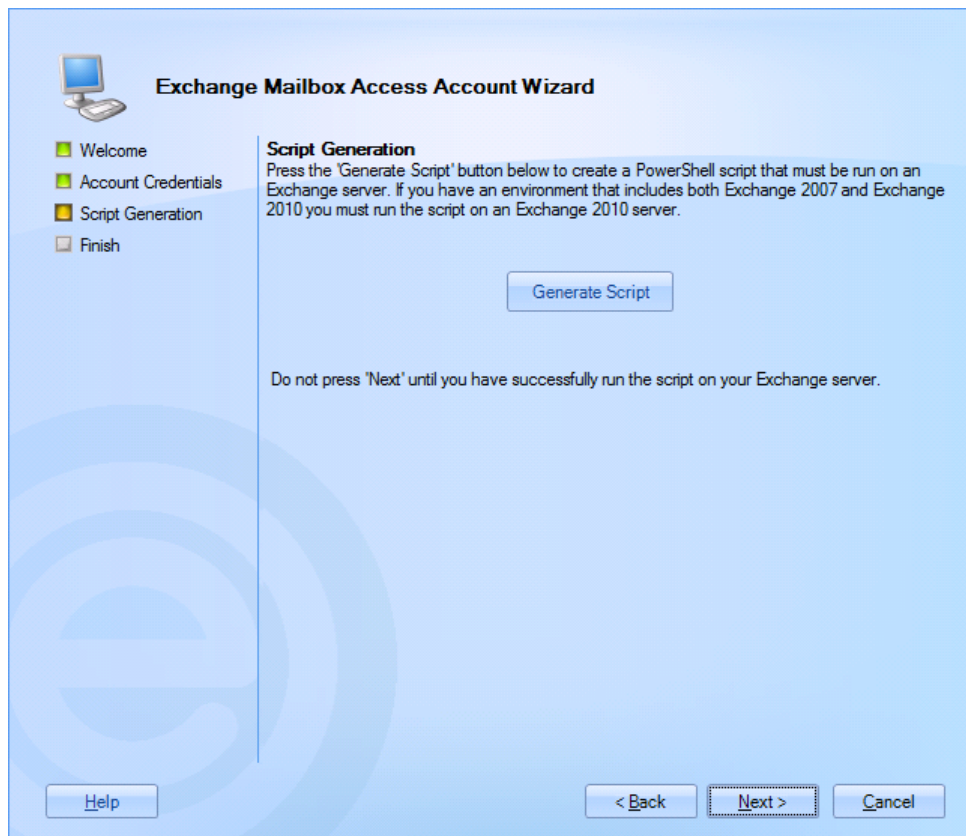 Exchange Mailbox Access Account Wizard
Welcome
Account Credentials
Script Generation
Finish
Script Generation
Press the 'Generate Script' button below to create a PowerShell script that must be run on an
Exchange server. If you have an environment that includes both Exchange 2007 and Exchange
2010 you must run the script on an Exchange 2010 server.
Generate Script
Do not press 'Next' until you have successfully run the script on your Exchange server.
Help
< Back
Next >
Cancel